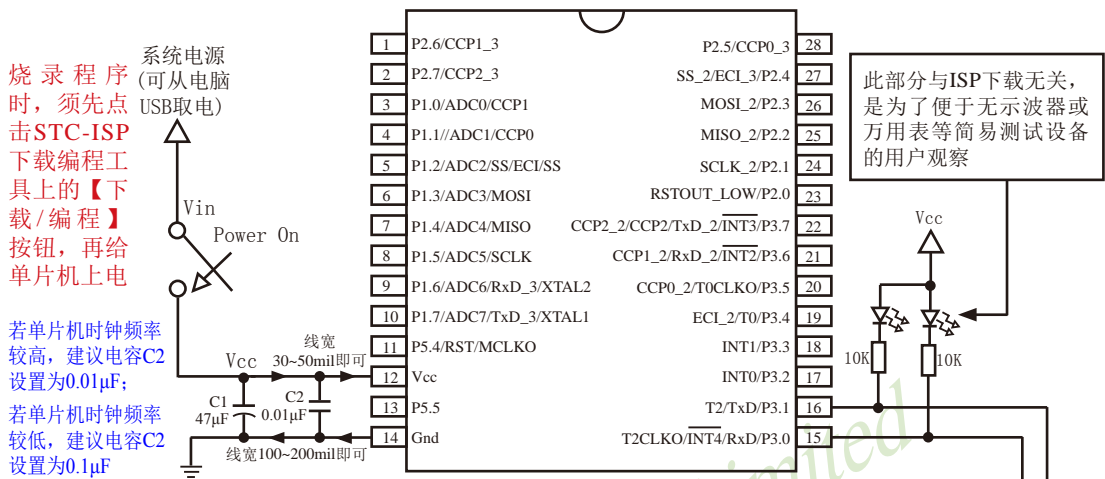 烧录程序
时，须先点
击STC-ISP
下载编程工
具上的【下
载/编程】
按钮，再给
单片机上电
若单片机时钟频率
较高，建议电容C2
设置为0.01μF；
若单片机时钟频率
较低，建议电容C2
设置为0.1μF
系统电源
(可从电脑
USB取电)
Vin
Power On
Vcc
线宽
30~50mil即可
C1
47μF
C2
0.01μF
线宽100~200mil即可
1 P2.6/CCP1_3
2 P2.7/CCP2_3
3 P1.0/ADC0/CCP1
4 P1.1//ADC1/CCP0
5 P1.2/ADC2/SS/ECI/SS
6 P1.3/ADC3/MOSI
7 P1.4/ADC4/MISO
8 P1.5/ADC5/SCLK
9 P1.6/ADC6/RxD_3/XTAL2
10 P1.7/ADC7/TxD_3/XTAL1
11 P5.4/RST/MCLKO
12 Vcc
13 P5.5
14 Gnd
P2.5/CCP0_3 28
SS_2/ECI_3/P2.4 27
MOSI_2/P2.3 26
MISO_2/P2.2 25
SCLK_2/P2.1 24
RSTOUT_LOW/P2.0 23
CCP2_2/CCP2/TxD_2/INT3/P3.7 22
CCP1_2/RxD_2/INT2/P3.6 21
CCP0_2/T0CLKO/P3.5 20
ECI_2/T0/P3.4 19
INT1/P3.3 18
INT0/P3.2 17
T2/TxD/P3.1 16
T2CLKO/INT4/RxD/P3.0 15
此部分与ISP下载无关，
是为了便于无示波器或
万用表等简易测试设备
的用户观察
Vcc
10K
10K
imited